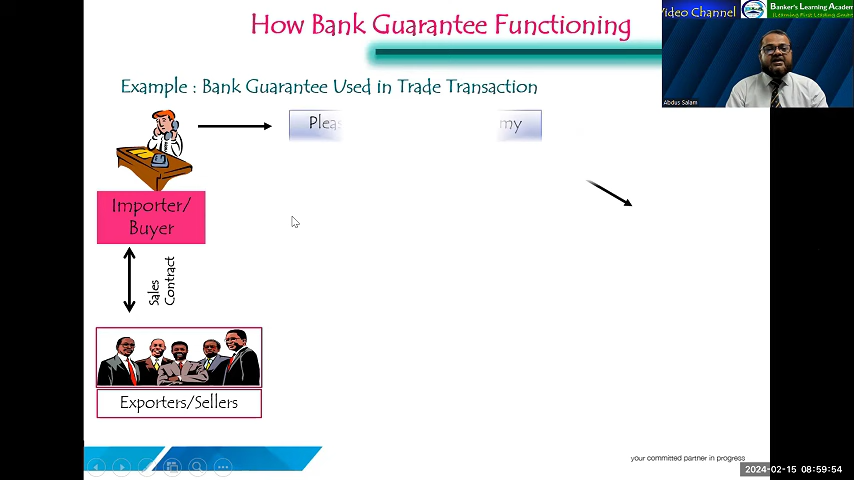 How Bank Guarantee Functioning
Video Channel
Banker's Learning Academ
Example : Bank Guarantee Used in Trade Transaction
Abdus Salam
my
Importer/
Buyer
Sales
Contract
Exporters/Sellers
your committed partner in progress
2024-02-15 08:59:54